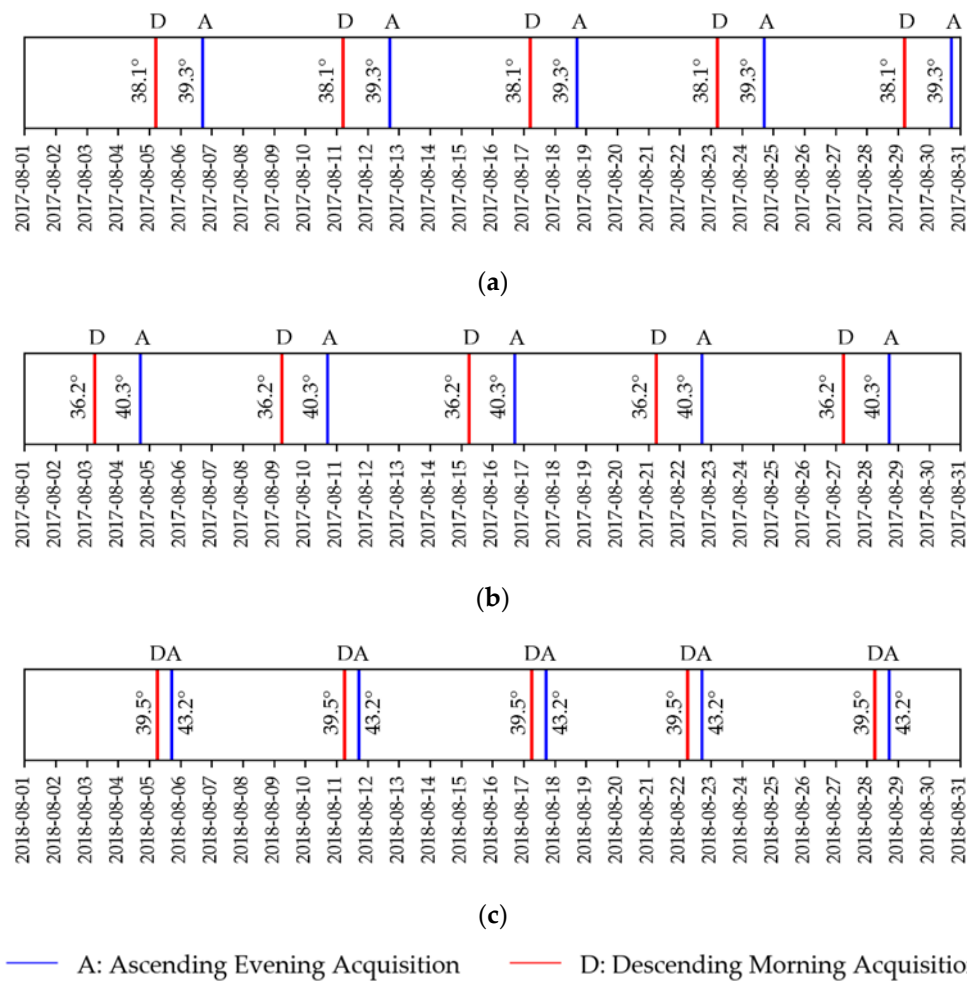 D A D A D A D A D A
38.1° 39.3° 38.1° 39.3° 38.1° 39.3° 38.1° 39.3° 38.1° 39.3°
2017-08-01 2017-08-02 2017-08-03 2017-08-04 2017-08-05 2017-08-06 2017-08-07 2017-08-08 2017-08-09 2017-08-10 2017-08-11 2017-08-12 2017-08-13 2017-08-14 2017-08-15 2017-08-16 2017-08-17 2017-08-18 2017-08-19 2017-08-20 2017-08-21 2017-08-22 2017-08-23 2017-08-24 2017-08-25 2017-08-26 2017-08-27 2017-08-28 2017-08-29 2017-08-30 2017-08-31
(a)
D A D A D A D A D A
36.2° 40.3° 36.2° 40.3° 36.2° 40.3° 36.2° 40.3° 36.2° 40.3°
2017-08-01 2017-08-02 2017-08-03 2017-08-04 2017-08-05 2017-08-06 2017-08-07 2017-08-08 2017-08-09 2017-08-10 2017-08-11 2017-08-12 2017-08-13 2017-08-14 2017-08-15 2017-08-16 2017-08-17 2017-08-18 2017-08-19 2017-08-20 2017-08-21 2017-08-22 2017-08-23 2017-08-24 2017-08-25 2017-08-26 2017-08-27 2017-08-28 2017-08-29 2017-08-30 2017-08-31
(b)
D A D A D A D A D A
39.5° 43.2° 39.5° 43.2° 39.5° 43.2° 39.5° 43.2° 39.5° 43.2°
2018-08-01 2018-08-02 2018-08-03 2018-08-04 2018-08-05 2018-08-06 2018-08-07 2018-08-08 2018-08-09 2018-08-10 2018-08-11 2018-08-12 2018-08-13 2018-08-14 2018-08-15 2018-08-16 2018-08-17 2018-08-18 2018-08-19 2018-08-20 2018-08-21 2018-08-22 2018-08-23 2018-08-24 2018-08-25 2018-08-26 2018-08-27 2018-08-28 2018-08-29 2018-08-30 2018-08-31
(c)
A: Ascending Evening Acquisition D: Descending Morning Acquisitio